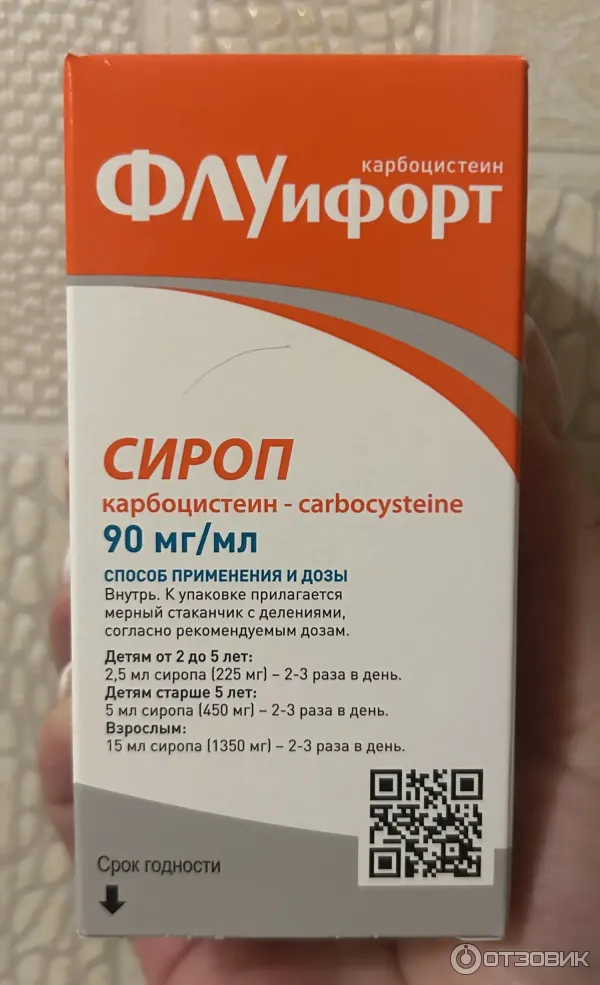 карбоцистеин
ФЛУифорт
СИРОП
карбоцистеин - carbocysteine
90 мг/мл
СПОСОБ ПРИМЕНЕНИЯ И ДОЗЫ
Внутрь. К упаковке прилагается
мерный стаканчик с делениями,
согласно рекомендуемым дозам.
Детям от 2 до 5 лет:
2,5 мл сиропа (225 мг) – 2-3 раза в день.
Детям старше 5 лет:
5 мл сиропа (450 мг) – 2-3 раза в день.
Взрослым:
15 мл сиропа (1350 мг) – 2-3 раза в день.
Срок годности
ОТЗОВИК